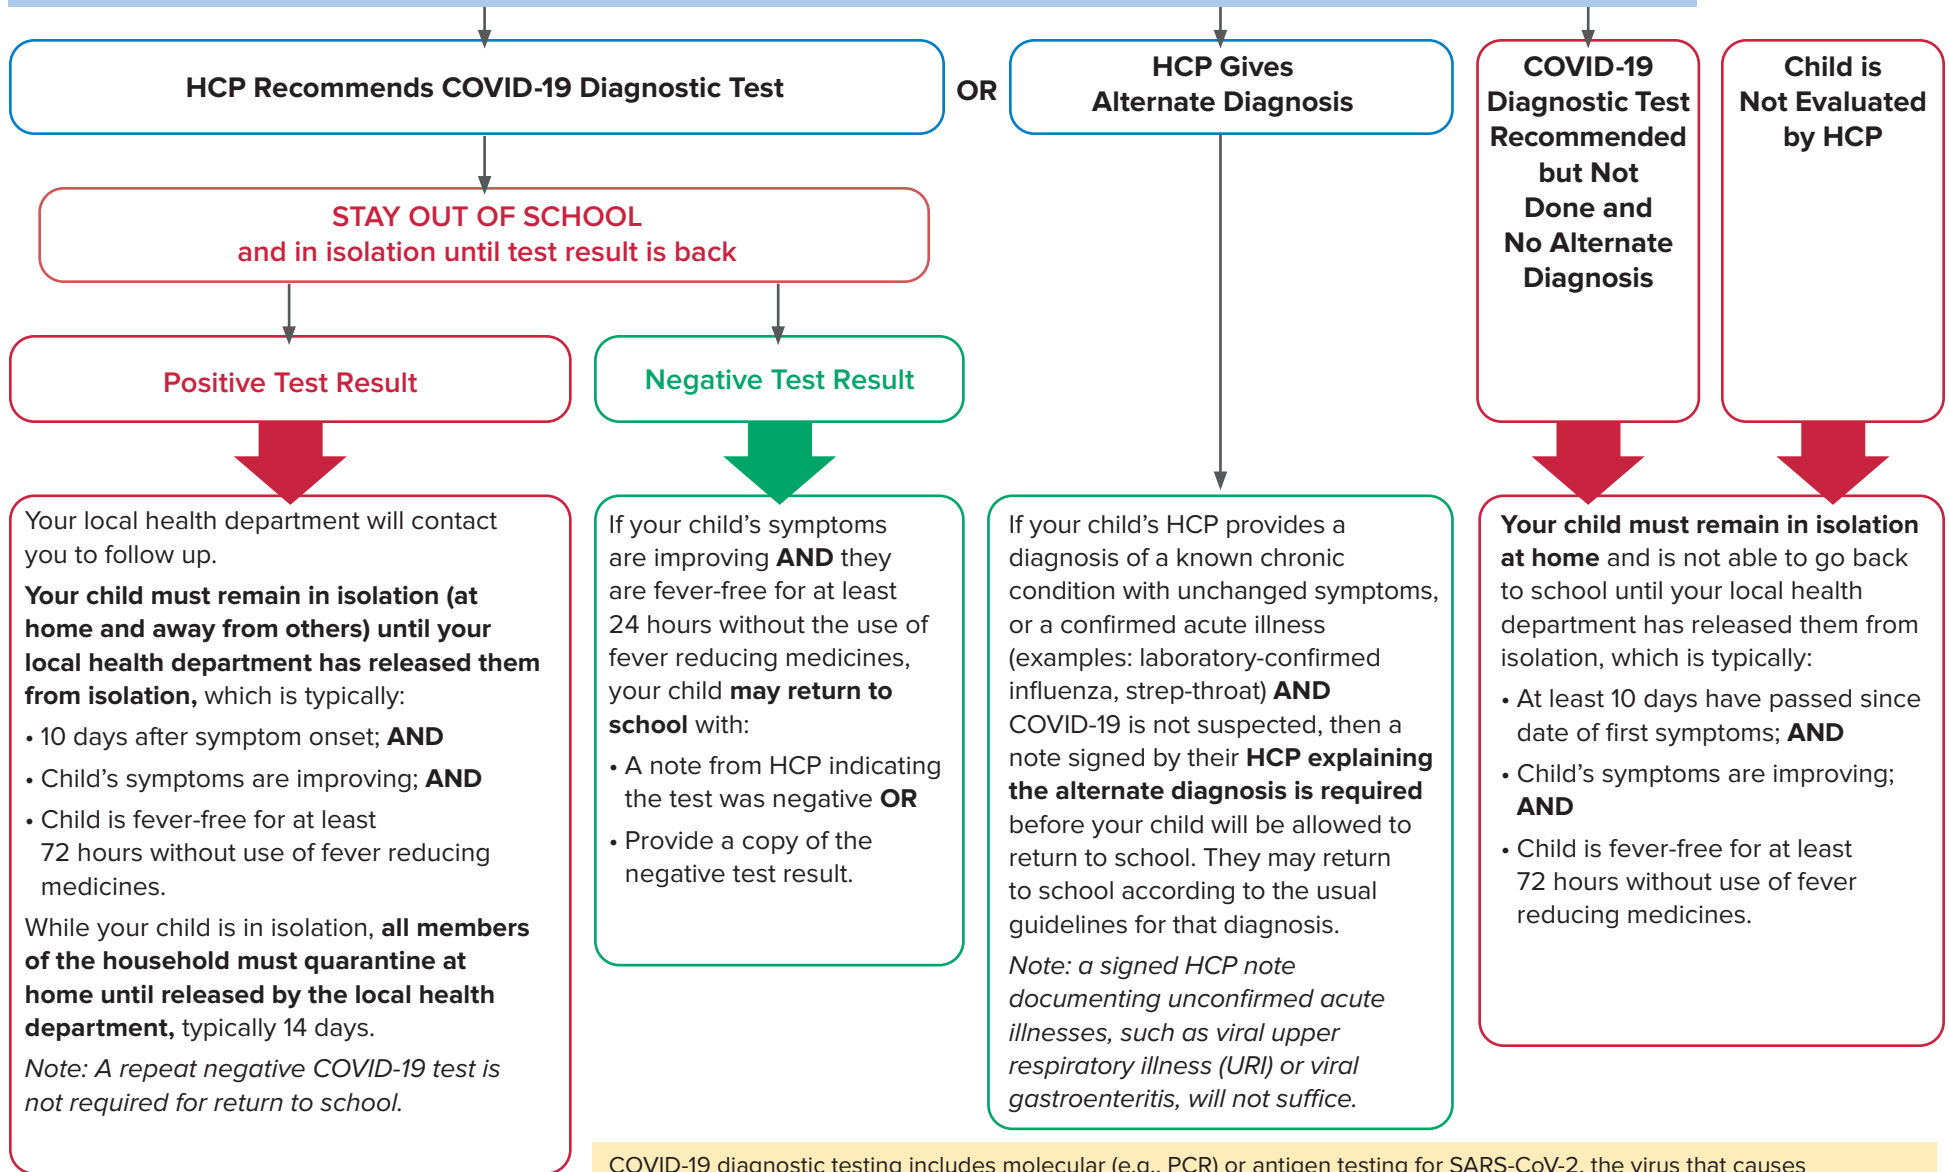 HCP Recommends COVID-19 Diagnostic Test
OR
HCP Gives
Alternate Diagnosis
COVID-19
Diagnostic Test
Recommended
but Not
Done and
No Alternate
Diagnosis
Child is
Not Evaluated
by HCP
STAY OUT OF SCHOOL
and in isolation until test result is back
Positive Test Result
Negative Test Result
Your local health department will contact
you to follow up.
Your child must remain in isolation (at
home and away from others) until your
local health department has released them
from isolation, which is typically:
• 10 days after symptom onset; AND
• Child's symptoms are improving; AND
• Child is fever-free for at least
72 hours without use of fever reducing
medicines.
While your child is in isolation, all members
of the household must quarantine at
home until released by the local health
department, typically 14 days.
Note: A repeat negative COVID-19 test is
not required for return to school.
If your child's symptoms
are improving AND they
are fever-free for at least
24 hours without the use of
fever reducing medicines,
your child may return to
school with:
• A note from HCP indicating
the test was negative OR
• Provide a copy of the
negative test result.
If your child's HCP provides a
diagnosis of a known chronic
condition with unchanged symptoms,
or a confirmed acute illness
(examples: laboratory-confirmed
influenza, strep-throat) AND
COVID-19 is not suspected, then a
note signed by their HCP explaining
the alternate diagnosis is required
before your child will be allowed to
return to school. They may return
to school according to the usual
guidelines for that diagnosis.
Note: a signed HCP note
documenting unconfirmed acute
illnesses, such as viral upper
respiratory illness (URI) or viral
gastroenteritis, will not suffice.
Your child must remain in isolation
at home and is not able to go back
to school until your local health
department has released them from
isolation, which is typically:
• At least 10 days have passed since
date of first symptoms; AND
• Child's symptoms are improving;
AND
• Child is fever-free for at least
72 hours without use of fever
reducing medicines.
COVID-19 diagnostic testing includes molecular (e.g., PCR) or antigen testing for SARS-CoV-2, the virus that causes